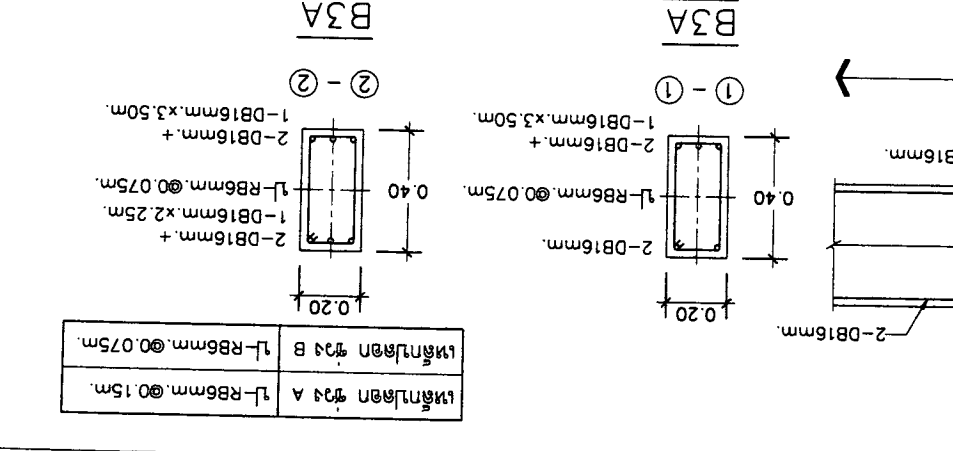 เหล็กปลอก ช่วง A ป-RB6mm.@0.15m.
เหล็กปลอก ช่วง B ป-RB6mm.@0.075m.
2-DB16mm.
B16mm.
0.20
0.40
2-DB16mm.
ป-RB6mm.@0.075m.
2-DB16mm.+
1-DB16mm.x3.50m.
1 - 1
B3A
0.20
0.40
2-DB16mm.+
1-DB16mm.x2.25m.
ป-RB6mm.@0.075m.
2-DB16mm.+
1-DB16mm.x3.50m.
2 - 2
B3A